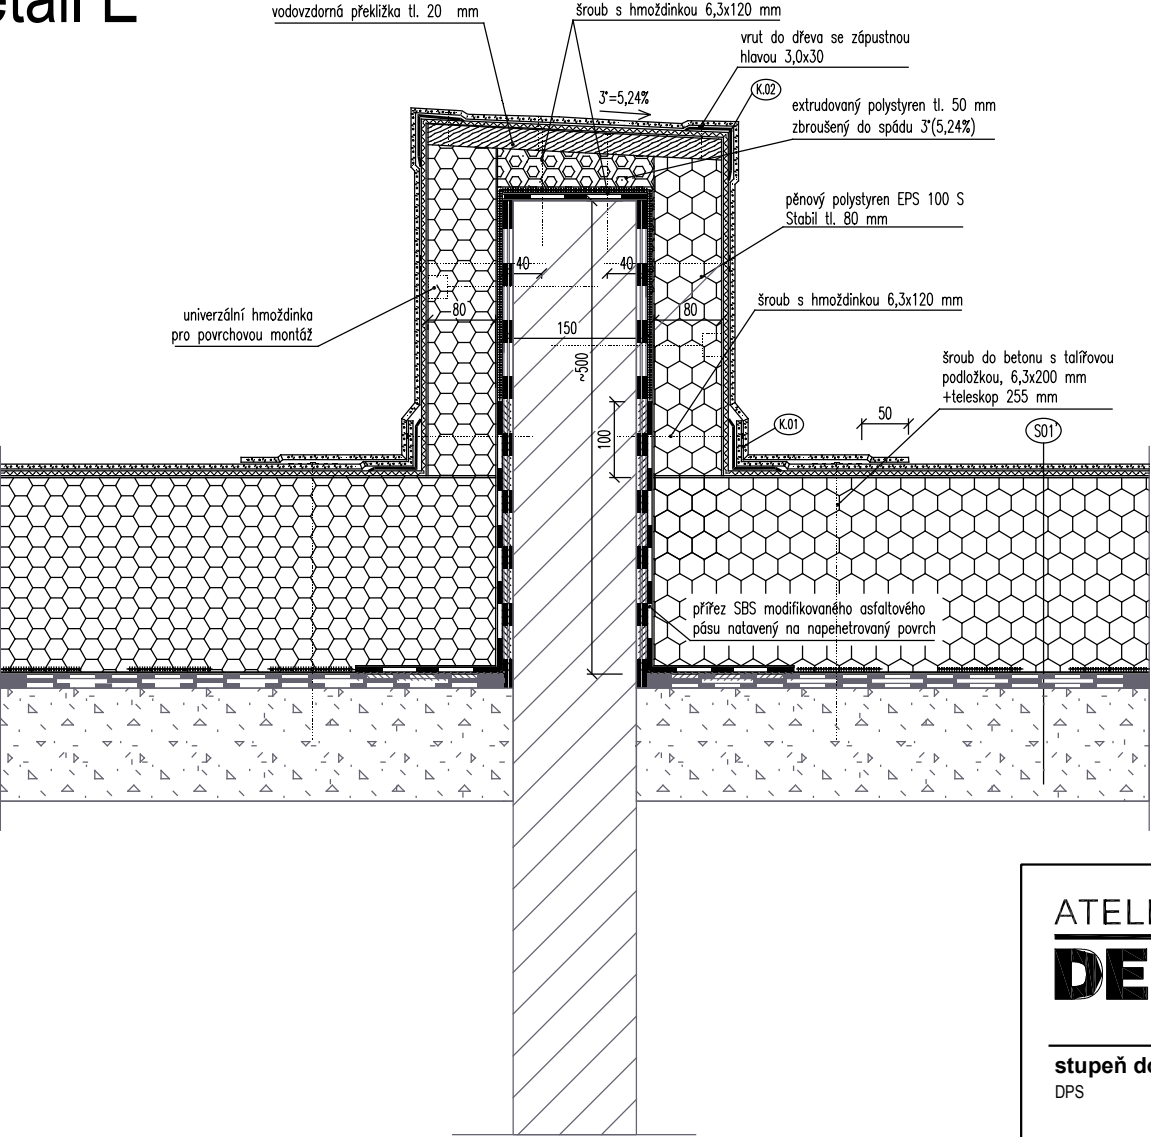 vodovzdorná překližka tl. 20 mm
šroub s hmoždinkou 6,3x120 mm
vrut do dřeva se zápustnou
hlavou 3,0x30
K.02
3°=5,24%
extrudovaný polystyren tl. 50 mm
zbroušený do spádu 3°(5,24%)
pěnový polystyren EPS 100 S
Stabil tl. 80 mm
40
40
univerzální hmoždinka
pro povrchovou montáž
80
150
80
šroub s hmoždinkou 6,3x120 mm
~500
šroub do betonu s talířovou
podložkou, 6,3x200 mm
+teleskop 255 mm
100
K.01
50
S01'
přířez SBS modifikovaného asfaltového
pásu natavený na napenetrovaný povrch
DE
stupeň
DPS